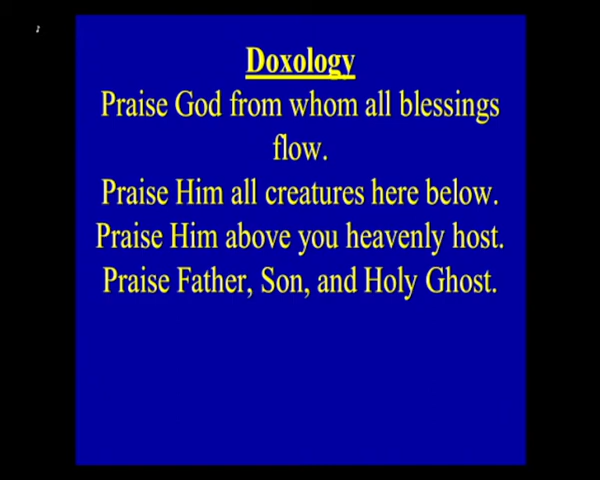 Doxology
Praise God from whom all blessings
flow.
Praise Him all creatures here below.
Praise Him above you heavenly host.
Praise Father, Son, and Holy Ghost.